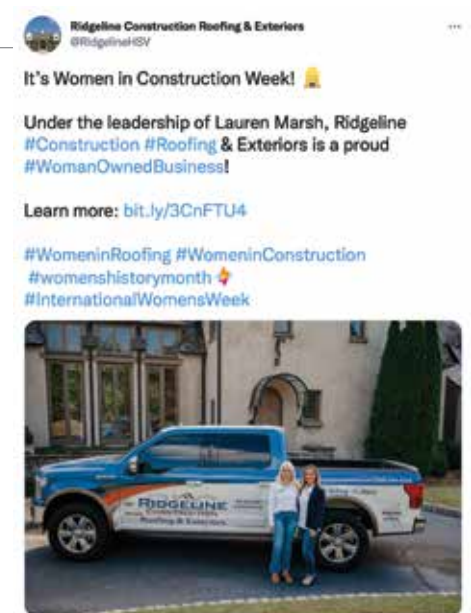 Ridgeline Construction Roofing & Exteriors
@RidgelineHSV
It's Women in Construction Week!
Under the leadership of Lauren Marsh, Ridgeline
#Construction #Roofing & Exteriors is a proud
#WomanOwnedBusiness!
Learn more: bit.ly/3CnFTU4
#WomeninRoofing #WomeninConstruction
#womenshistorymonth
#InternationalWomensWeek
RIDGELINE
CONSTRUCTION
Roofing & Exteriors